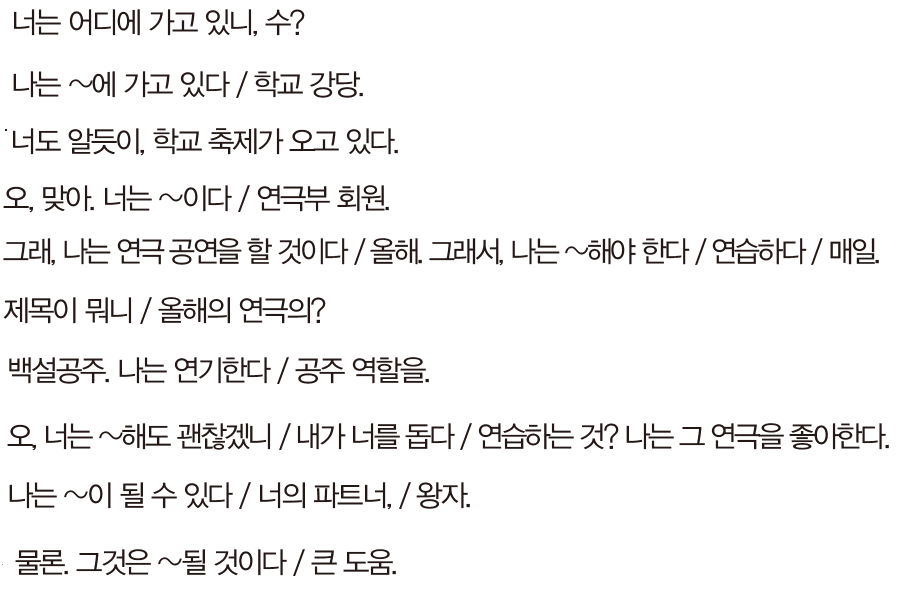 너는 어디에 가고 있니, 수?
나는 ~에 가고 있다 / 학교 강당.
너도 알듯이, 학교 축제가 오고 있다.
오, 맞아. 너는 ~이다 / 연극부 회원.
그래, 나는 연극 공연을 할 것이다 / 올해. 그래서, 나는 ~해야 한다 / 연습하다 / 매일.
제목이 뭐니 / 올해의 연극의?
백설공주. 나는 연기한다 / 공주 역할을.
오, 너는 ~해도 괜찮겠니 / 내가 너를 돕다 / 연습하는 것? 나는 그 연극을 좋아한다.
나는 ~이 될 수 있다 / 너의 파트너, / 왕자.
물론. 그것은 ~될 것이다 / 큰 도움.